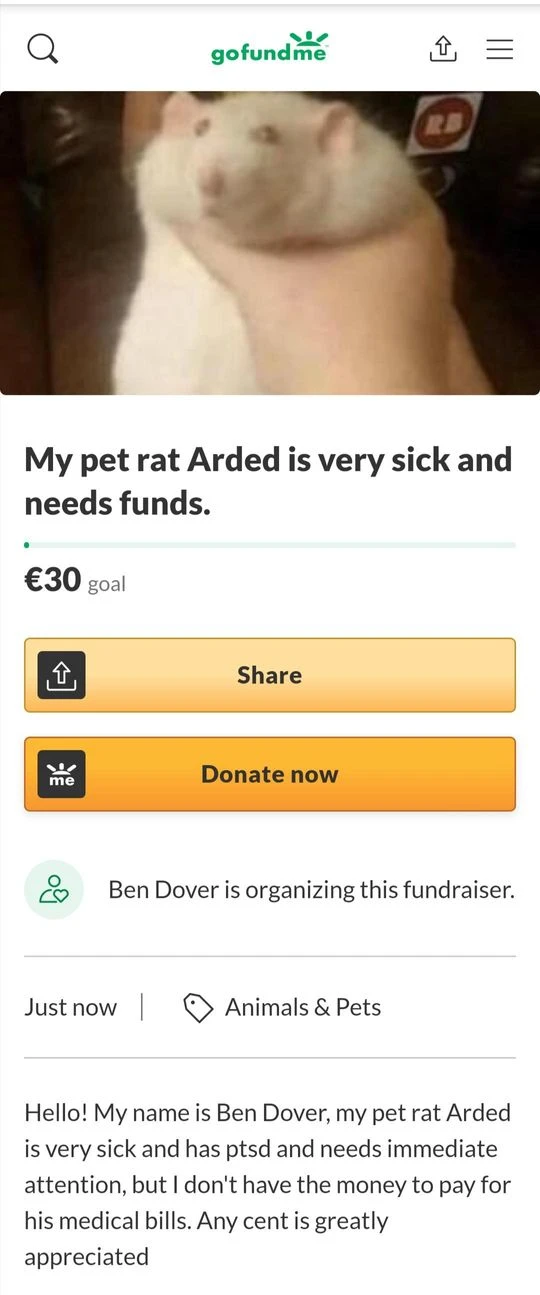 gofundme
RB
My pet rat Arded is very sick and
needs funds.
€30 goal
Share
me
Donate now
Ben Dover is organizing this fundraiser.
Just now
Animals & Pets
Hello! My name is Ben Dover, my pet rat Arded
is very sick and has ptsd and needs immediate
attention, but I don't have the money to pay for
his medical bills. Any cent is greatly
appreciated